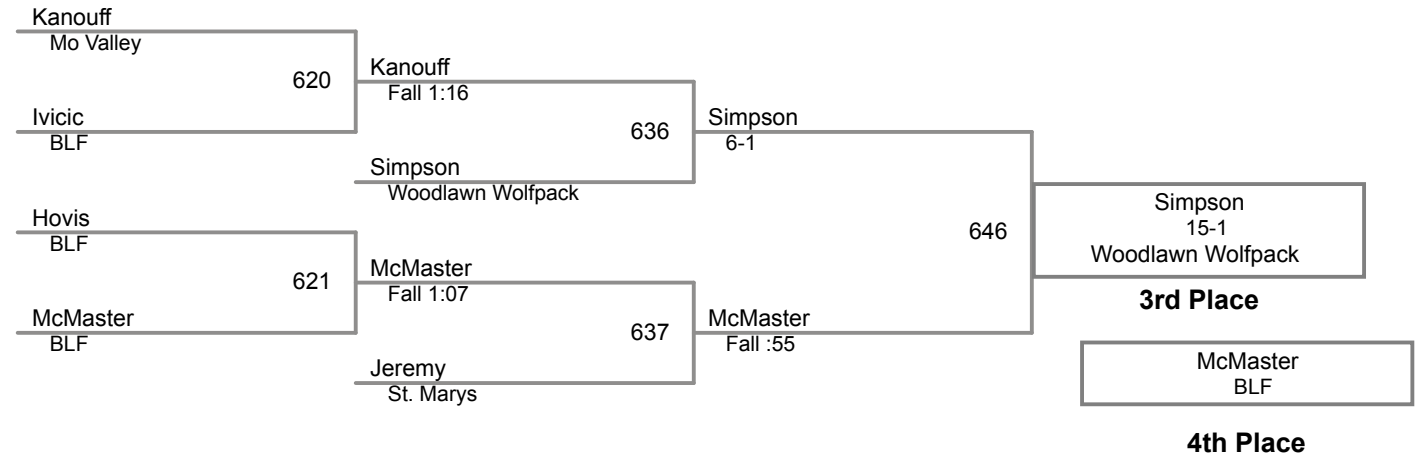 Kanouff
Mo Valley
620
Kanouff
Fall 1:16
Ivicic
BLF
636
Simpson
6-1
Simpson
Woodlawn Wolfpack
Hovis
BLF
646
Simpson
15-1
Woodlawn Wolfpack
3rd Place
621
McMaster
Fall 1:07
McMaster
BLF
637
McMaster
Fall :55
Jeremy
St. Marys
McMaster
BLF
4th Place